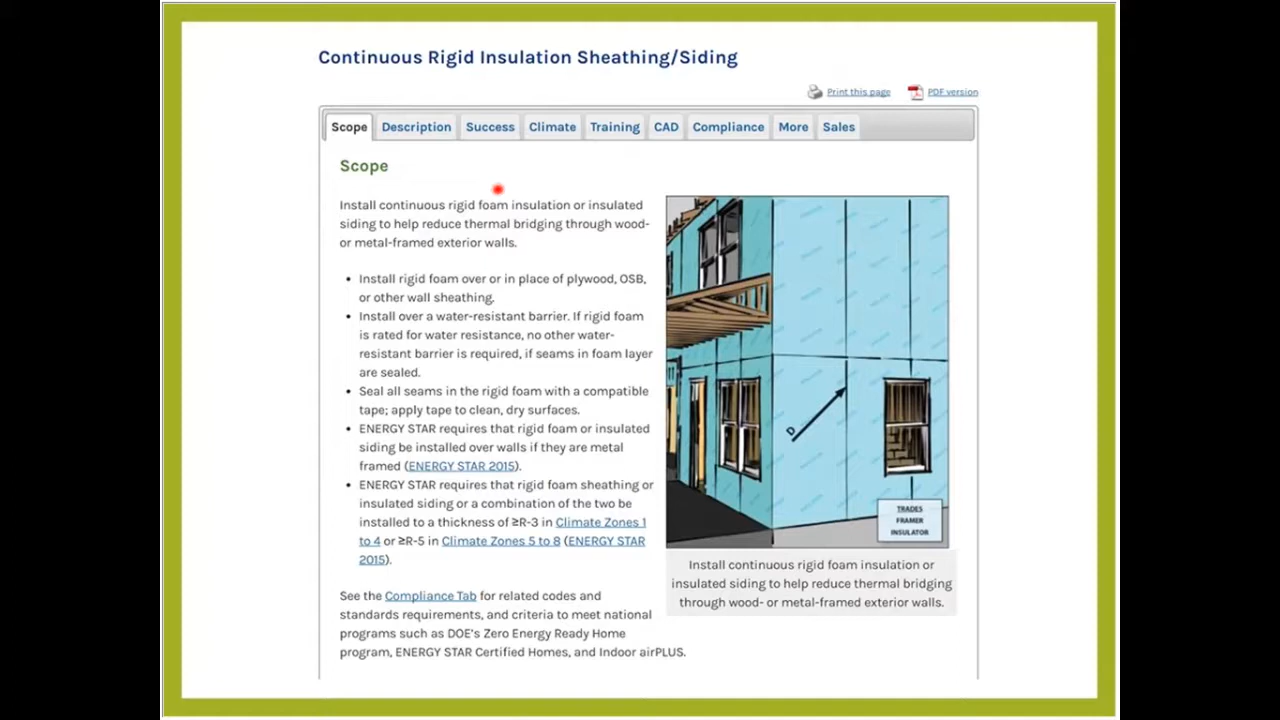 Continuous Rigid Insulation Sheathing/Siding
Print this page PDF version
Scope Description Success Climate Training CAD Compliance More Sales
Scope
Install continuous rigid foam insulation or insulated
siding to help reduce thermal bridging through wood-
or metal-framed exterior walls.
• Install rigid foam over or in place of plywood, OSB,
or other wall sheathing.
• Install over a water-resistant barrier. If rigid foam
is rated for water resistance, no other water-
resistant barrier is required, if seams in foam layer
are sealed.
• Seal all seams in the rigid foam with a compatible
tape; apply tape to clean, dry surfaces.
• ENERGY STAR requires that rigid foam or insulated
siding be installed over walls if they are metal
framed (ENERGY STAR 2015).
• ENERGY STAR requires that rigid foam sheathing or
insulated siding or a combination of the two be
installed to a thickness of ≥R-3 in Climate Zones 1
to 4 or ≥R-5 in Climate Zones 5 to 8 (ENERGY STAR
2015).
See the Compliance Tab for related codes and
standards requirements, and criteria to meet national
programs such as DOE's Zero Energy Ready Home
program, ENERGY STAR Certified Homes, and Indoor airPLUS.
D
TRADES
FRAMER
INSULATOR
Install continuous rigid foam insulation or
insulated siding to help reduce thermal bridging
through wood- or metal-framed exterior walls.